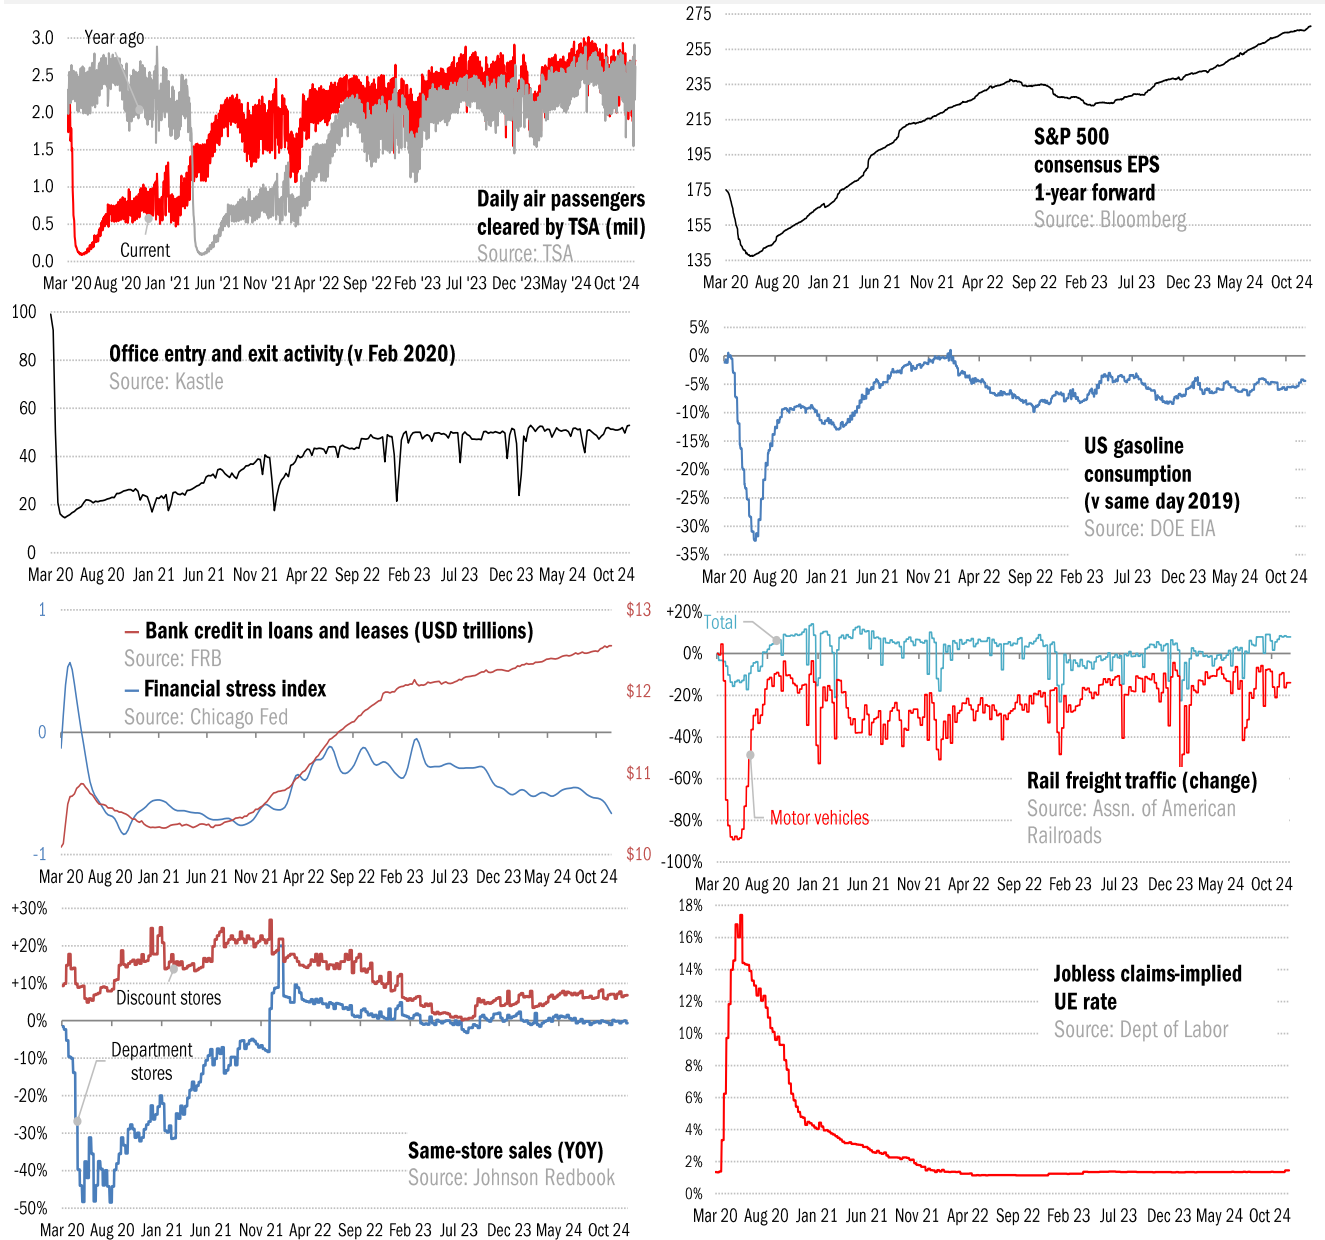 3.0
2.5
2.0
1.5
1.0
0.5
0.0
Year ago
Current
Daily air passengers
cleared by TSA (mil)
Source: TSA
Mar '20 Aug '20 Jan '21 Jun '21 Nov '21 Apr '22 Sep '22 Feb '23 Jul '23 Dec '23May '24 Oct '24
275
255
235
215
195
175
155
135
S&P 500
consensus EPS
1-year forward
Source: Bloomberg
Mar 20 Aug 20 Jan 21 Jun 21 Nov 21 Apr 22 Sep 22 Feb 23 Jul 23 Dec 23 May 24 Oct 24
100
80
60
40
20
0
Office entry and exit activity (v Feb 2020)
Source: Kastle
Mar 20 Aug 20 Jan 21 Jun 21 Nov 21 Apr 22 Sep 22 Feb 23 Jul 23 Dec 23 May 24 Oct 24
5%
0%
-5%
-10%
-15%
-20%
-25%
-30%
-35%
US gasoline
consumption
(v same day 2019)
Source: DOE EIA
Mar 20 Aug 20 Jan 21 Jun 21 Nov 21 Apr 22 Sep 22 Feb 23 Jul 23 Dec 23 May 24 Oct 24
1
0
-1
Bank credit in loans and leases (USD trillions)
Source: FRB
Financial stress index
Source: Chicago Fed
$13
$12
$11
$10
Mar 20 Aug 20 Jan 21 Jun 21 Nov 21 Apr 22 Sep 22 Feb 23 Jul 23 Dec 23 May 24 Oct 24
+20%
0%
-20%
-40%
-60%
-80%
-100%
Total
Motor vehicles
Rail freight traffic (change)
Source: Assn. of American
Railroads
Mar 20 Aug 20 Jan 21 Jun 21 Nov 21 Apr 22 Sep 22 Feb 23 Jul 23 Dec 23 May 24 Oct 24
+30%
+20%
+10%
0%
-10%
-20%
-30%
-40%
-50%
Discount stores
Department
stores
Same-store sales (YOY)
Source: Johnson Redbook
Mar 20 Aug 20 Jan 21 Jun 21 Nov 21 Apr 22 Sep 22 Feb 23 Jul 23 Dec 23 May 24 Oct 24
18%
16%
14%
12%
10%
8%
6%
4%
2%
0%
Jobless claims-implied
UE rate
Source: Dept of Labor
Mar 20 Aug 20 Jan 21 Jun 21 Nov 21 Apr 22 Sep 22 Feb 23 Jul 23 Dec 23 May 24 Oct 24